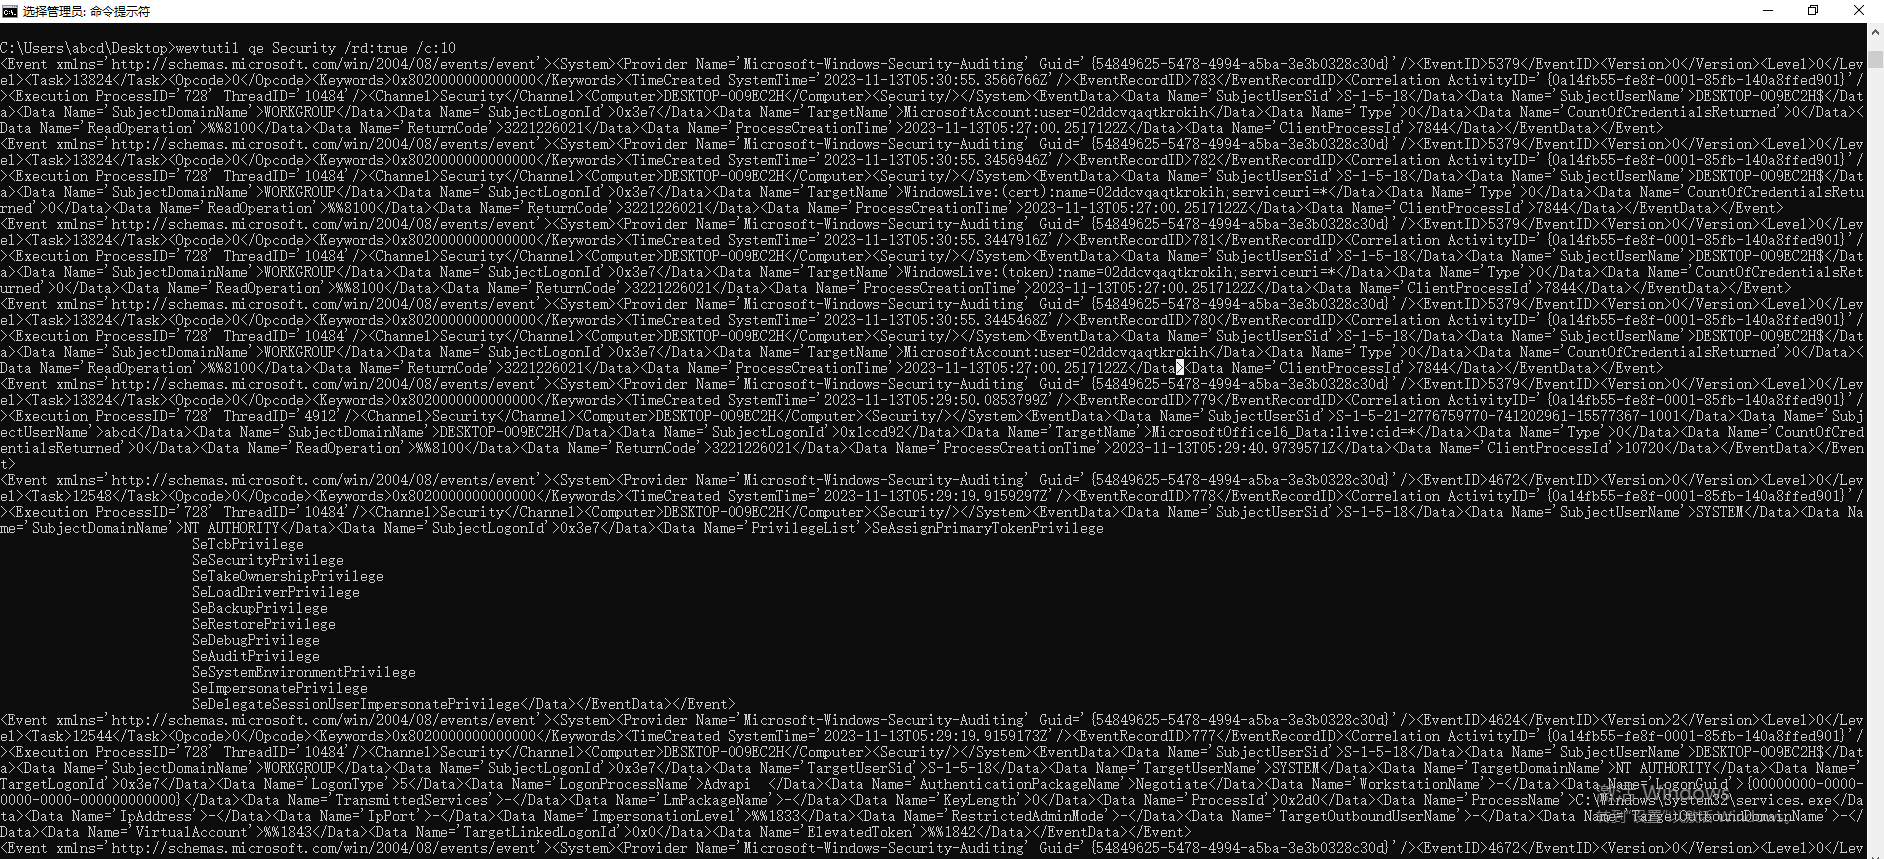 选择管理员: 命令提示符
C:\Users\abcd\Desktop>wevtutil qe Security /rd:true /c:10
<Event xmlns='http://schemas.microsoft.com/win/2004/08/events/event'><System><Provider Name='Microsoft-Windows-Security-Auditing' Guid='{54849625-5478-4994-a5ba-3e3b0328c30d}'/><EventID>5379</EventID><Version>0</Version><Level>0</Lev
el><Task>13824</Task><Opcode>0</Opcode><Keywords>0x8020000000000000</Keywords><TimeCreated SystemTime='2023-11-13T05:30:55.3566766Z'/><EventRecordID>783</EventRecordID><Correlation ActivityID='{0a14fb55-fe8f-0001-85fb-140a8ffed901}'/
><Execution ProcessID='728' ThreadID='10484'/><Channel>Security</Channel><Computer>DESKTOP-0O9EC2H</Computer><Security/></System><EventData><Data Name='SubjectUserSid'>S-1-5-18</Data><Data Name='SubjectUserName'>DESKTOP-0O9EC2H$</Dat
a><Data Name='SubjectDomainName'>WORKGROUP</Data><Data Name='SubjectLogonId'>0x3e7</Data><Data Name='TargetName'>MicrosoftAccount:user=02ddcvqaqtkrokih</Data><Data Name='Type'>0</Data><Data Name='CountOfCredentialsReturned'>0</Data><
Data Name='ReadOperation'>%%8100</Data><Data Name='ReturnCode'>3221226021</Data><Data Name='ProcessCreationTime'>2023-11-13T05:27:00.2517122Z</Data><Data Name='ClientProcessId'>7844</Data></EventData></Event>
<Event xmlns='http://schemas.microsoft.com/win/2004/08/events/event'><System><Provider Name='Microsoft-Windows-Security-Auditing' Guid='{54849625-5478-4994-a5ba-3e3b0328c30d}'/><EventID>5379</EventID><Version>0</Version><Level>0</Lev
el><Task>13824</Task><Opcode>0</Opcode><Keywords>0x8020000000000000</Keywords><TimeCreated SystemTime='2023-11-13T05:30:55.3456946Z'/><EventRecordID>782</EventRecordID><Correlation ActivityID='{0a14fb55-fe8f-0001-85fb-140a8ffed901}'/
><Execution ProcessID='728' ThreadID='10484'/><Channel>Security</Channel><Computer>DESKTOP-0O9EC2H</Computer><Security/></System><EventData><Data Name='SubjectUserSid'>S-1-5-18</Data><Data Name='SubjectUserName'>DESKTOP-0O9EC2H$</Dat
a><Data Name='SubjectDomainName'>WORKGROUP</Data><Data Name='SubjectLogonId'>0x3e7</Data><Data Name='TargetName'>WindowsLive:(cert):name=02ddcvqaqtkrokih;serviceuri=*</Data><Data Name='Type'>0</Data><Data Name='CountOfCredentialsRetu
rned'>0</Data><Data Name='ReadOperation'>%%8100</Data><Data Name='ReturnCode'>3221226021</Data><Data Name='ProcessCreationTime'>2023-11-13T05:27:00.2517122Z</Data><Data Name='ClientProcessId'>7844</Data></EventData></Event>
<Event xmlns='http://schemas.microsoft.com/win/2004/08/events/event'><System><Provider Name='Microsoft-Windows-Security-Auditing' Guid='{54849625-5478-4994-a5ba-3e3b0328c30d}'/><EventID>5379</EventID><Version>0</Version><Level>0</Lev
el><Task>13824</Task><Opcode>0</Opcode><Keywords>0x8020000000000000</Keywords><TimeCreated SystemTime='2023-11-13T05:30:55.3447916Z'/><EventRecordID>781</EventRecordID><Correlation ActivityID='{0a14fb55-fe8f-0001-85fb-140a8ffed901}'/
><Execution ProcessID='728' ThreadID='10484'/><Channel>Security</Channel><Computer>DESKTOP-0O9EC2H</Computer><Security/></System><EventData><Data Name='SubjectUserSid'>S-1-5-18</Data><Data Name='SubjectUserName'>DESKTOP-0O9EC2H$</Dat
a><Data Name='SubjectDomainName'>WORKGROUP</Data><Data Name='SubjectLogonId'>0x3e7</Data><Data Name='TargetName'>WindowsLive:(token):name=02ddcvqaqtkrokih;serviceuri=*</Data><Data Name='Type'>0</Data><Data Name='CountOfCredentialsRet
urned'>0</Data><Data Name='ReadOperation'>%%8100</Data><Data Name='ReturnCode'>3221226021</Data><Data Name='ProcessCreationTime'>2023-11-13T05:27:00.2517122Z</Data><Data Name='ClientProcessId'>7844</Data></EventData></Event>
<Event xmlns='http://schemas.microsoft.com/win/2004/08/events/event'><System><Provider Name='Microsoft-Windows-Security-Auditing' Guid='{54849625-5478-4994-a5ba-3e3b0328c30d}'/><EventID>5379</EventID><Version>0</Version><Level>0</Lev
el><Task>13824</Task><Opcode>0</Opcode><Keywords>0x8020000000000000</Keywords><TimeCreated SystemTime='2023-11-13T05:30:55.3445468Z'/><EventRecordID>780</EventRecordID><Correlation ActivityID='{0a14fb55-fe8f-0001-85fb-140a8ffed901}'/
><Execution ProcessID='728' ThreadID='10484'/><Channel>Security</Channel><Computer>DESKTOP-0O9EC2H</Computer><Security/></System><EventData><Data Name='SubjectUserSid'>S-1-5-18</Data><Data Name='SubjectUserName'>DESKTOP-0O9EC2H$</Dat
a><Data Name='SubjectDomainName'>WORKGROUP</Data><Data Name='SubjectLogonId'>0x3e7</Data><Data Name='TargetName'>MicrosoftAccount:user=02ddcvqaqtkrokih</Data><Data Name='Type'>0</Data><Data Name='CountOfCredentialsReturned'>0</Data><
Data Name='ReadOperation'>%%8100</Data><Data Name='ReturnCode'>3221226021</Data><Data Name='ProcessCreationTime'>2023-11-13T05:27:00.2517122Z</Data><Data Name='ClientProcessId'>7844</Data></EventData></Event>
<Event xmlns='http://schemas.microsoft.com/win/2004/08/events/event'><System><Provider Name='Microsoft-Windows-Security-Auditing' Guid='{54849625-5478-4994-a5ba-3e3b0328c30d}'/><EventID>5379</EventID><Version>0</Version><Level>0</Lev
el><Task>13824</Task><Opcode>0</Opcode><Keywords>0x8020000000000000</Keywords><TimeCreated SystemTime='2023-11-13T05:29:50.0853799Z'/><EventRecordID>779</EventRecordID><Correlation ActivityID='{0a14fb55-fe8f-0001-85fb-140a8ffed901}'/
><Execution ProcessID='728' ThreadID='4912'/><Channel>Security</Channel><Computer>DESKTOP-0O9EC2H</Computer><Security/></System><EventData><Data Name='SubjectUserSid'>S-1-5-21-2776759770-741202961-15577367-1001</Data><Data Name='Subj
ectUserName'>abcd</Data><Data Name='SubjectDomainName'>DESKTOP-0O9EC2H</Data><Data Name='SubjectLogonId'>0x1ccd92</Data><Data Name='TargetName'>MicrosoftOffice16_Data:live:cid=*</Data><Data Name='Type'>0</Data><Data Name='CountOfCred
entialsReturned'>0</Data><Data Name='ReadOperation'>%%8100</Data><Data Name='ReturnCode'>3221226021</Data><Data Name='ProcessCreationTime'>2023-11-13T05:29:40.9739571Z</Data><Data Name='ClientProcessId'>10720</Data></EventData></Even
t>
<Event xmlns='http://schemas.microsoft.com/win/2004/08/events/event'><System><Provider Name='Microsoft-Windows-Security-Auditing' Guid='{54849625-5478-4994-a5ba-3e3b0328c30d}'/><EventID>4672</EventID><Version>0</Version><Level>0</Lev
el><Task>12548</Task><Opcode>0</Opcode><Keywords>0x8020000000000000</Keywords><TimeCreated SystemTime='2023-11-13T05:29:19.9159297Z'/><EventRecordID>778</EventRecordID><Correlation ActivityID='{0a14fb55-fe8f-0001-85fb-140a8ffed901}'/
><Execution ProcessID='728' ThreadID='10484'/><Channel>Security</Channel><Computer>DESKTOP-0O9EC2H</Computer><Security/></System><EventData><Data Name='SubjectUserSid'>S-1-5-18</Data><Data Name='SubjectUserName'>SYSTEM</Data><Data Na
me='SubjectDomainName'>NT AUTHORITY</Data><Data Name='SubjectLogonId'>0x3e7</Data><Data Name='PrivilegeList'>SeAssignPrimaryTokenPrivilege
SeTcbPrivilege
SeSecurityPrivilege
SeTakeOwnershipPrivilege
SeLoadDriverPrivilege
SeBackupPrivilege
SeRestorePrivilege
SeDebugPrivilege
SeAuditPrivilege
SeSystemEnvironmentPrivilege
SeImpersonatePrivilege
SeDelegateSessionUserImpersonatePrivilege</Data></EventData></Event>
<Event xmlns='http://schemas.microsoft.com/win/2004/08/events/event'><System><Provider Name='Microsoft-Windows-Security-Auditing' Guid='{54849625-5478-4994-a5ba-3e3b0328c30d}'/><EventID>4624</EventID><Version>2</Version><Level>0</Lev
el><Task>12544</Task><Opcode>0</Opcode><Keywords>0x8020000000000000</Keywords><TimeCreated SystemTime='2023-11-13T05:29:19.9159173Z'/><EventRecordID>777</EventRecordID><Correlation ActivityID='{0a14fb55-fe8f-0001-85fb-140a8ffed901}'/
><Execution ProcessID='728' ThreadID='10484'/><Channel>Security</Channel><Computer>DESKTOP-0O9EC2H</Computer><Security/></System><EventData><Data Name='SubjectUserSid'>S-1-5-18</Data><Data Name='SubjectUserName'>DESKTOP-0O9EC2H$</Dat
a><Data Name='SubjectDomainName'>WORKGROUP</Data><Data Name='SubjectLogonId'>0x3e7</Data><Data Name='TargetUserSid'>S-1-5-18</Data><Data Name='TargetUserName'>SYSTEM</Data><Data Name='TargetDomainName'>NT AUTHORITY</Data><Data Name='
TargetLogonId'>0x3e7</Data><Data Name='LogonType'>5</Data><Data Name='LogonProcessName'>Advapi  </Data><Data Name='AuthenticationPackageName'>Negotiate</Data><Data Name='WorkstationName'>-</Data><Data Name='LogonGuid'>{00000000-0000-
0000-0000-000000000000}</Data><Data Name='TransmittedServices'>-</Data><Data Name='LmPackageName'>-</Data><Data Name='KeyLength'>0</Data><Data Name='ProcessId'>0x2d0</Data><Data Name='ProcessName'>C:\Windows\System32\services.exe</Da
ta><Data Name='IpAddress'>-</Data><Data Name='IpPort'>-</Data><Data Name='ImpersonationLevel'>%%1833</Data><Data Name='RestrictedAdminMode'>-</Data><Data Name='TargetOutboundUserName'>-</Data><Data Name='TargetOutboundDomainName'>-</
Data><Data Name='VirtualAccount'>%%1843</Data><Data Name='TargetLinkedLogonId'>0x0</Data><Data Name='ElevatedToken'>%%1842</Data></EventData></Event>
<Event xmlns='http://schemas.microsoft.com/win/2004/08/events/event'><System><Provider Name='Microsoft-Windows-Security-Auditing' Guid='{54849625-5478-4994-a5ba-3e3b0328c30d}'/><EventID>4672</EventID><Version>0</Version><Level>0</Lev